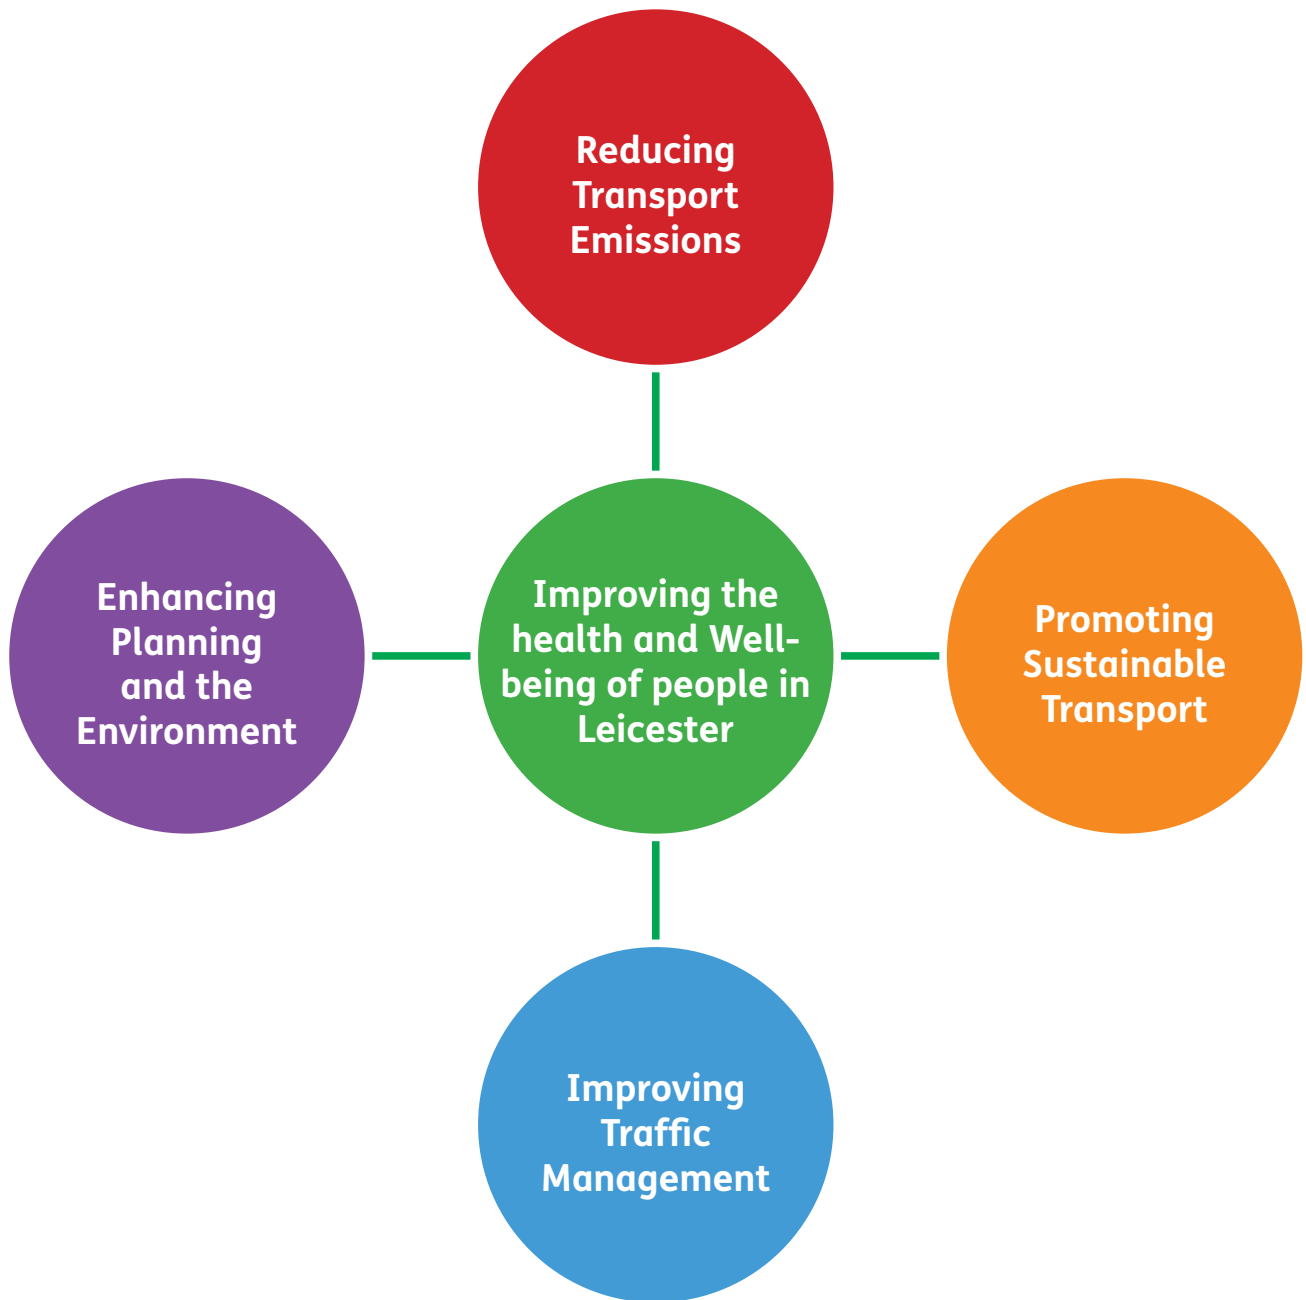 Reducing
Transport
Emissions
Enhancing
Planning
and the
Environment
Improving the
health and Well-
being of people in
Leicester
Promoting
Sustainable
Transport
Improving
Traffic
Management